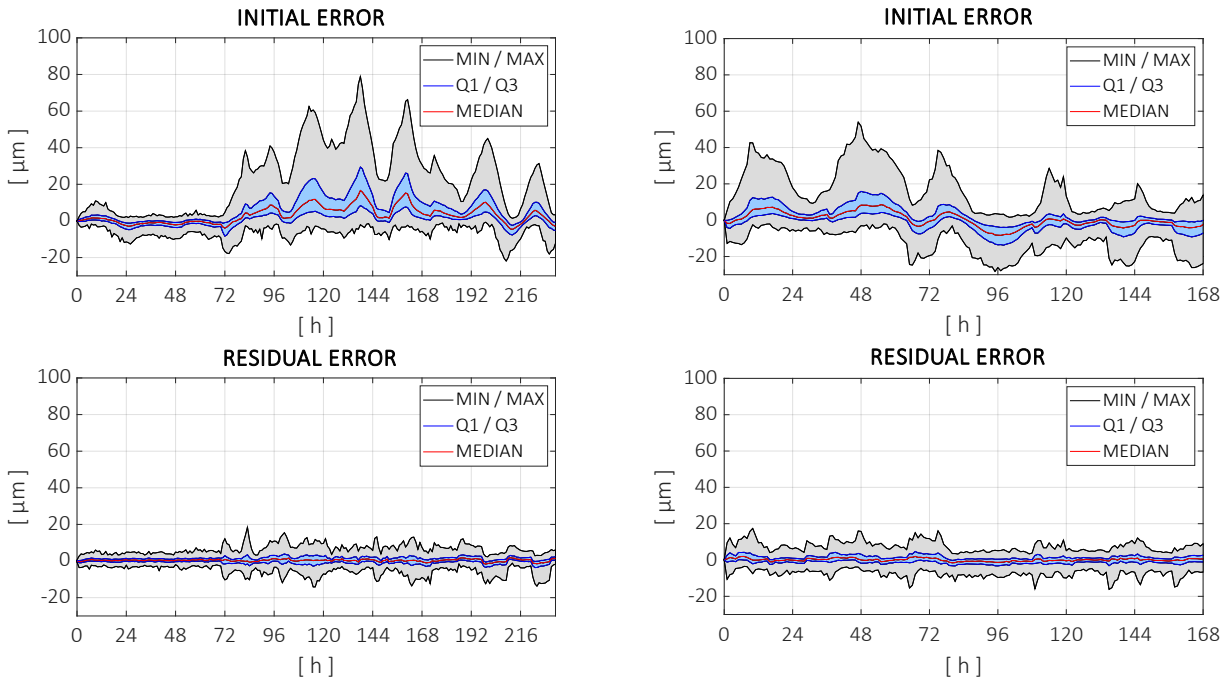 INITIAL ERROR
100
80
60
40
20
0
-20
[ µm ]
MIN / MAX
Q1 / Q3
MEDIAN
0 24 48 72 96 120 144 168 192 216
[ h ]
INITIAL ERROR
100
80
60
40
20
0
-20
[ µm ]
MIN / MAX
Q1 / Q3
MEDIAN
0 24 48 72 96 120 144 168
[ h ]
RESIDUAL ERROR
100
80
60
40
20
0
-20
[ µm ]
MIN / MAX
Q1 / Q3
MEDIAN
0 24 48 72 96 120 144 168 192 216
[ h ]
RESIDUAL ERROR
100
80
60
40
20
0
-20
[ µm ]
MIN / MAX
Q1 / Q3
MEDIAN
0 24 48 72 96 120 144 168
[ h ]